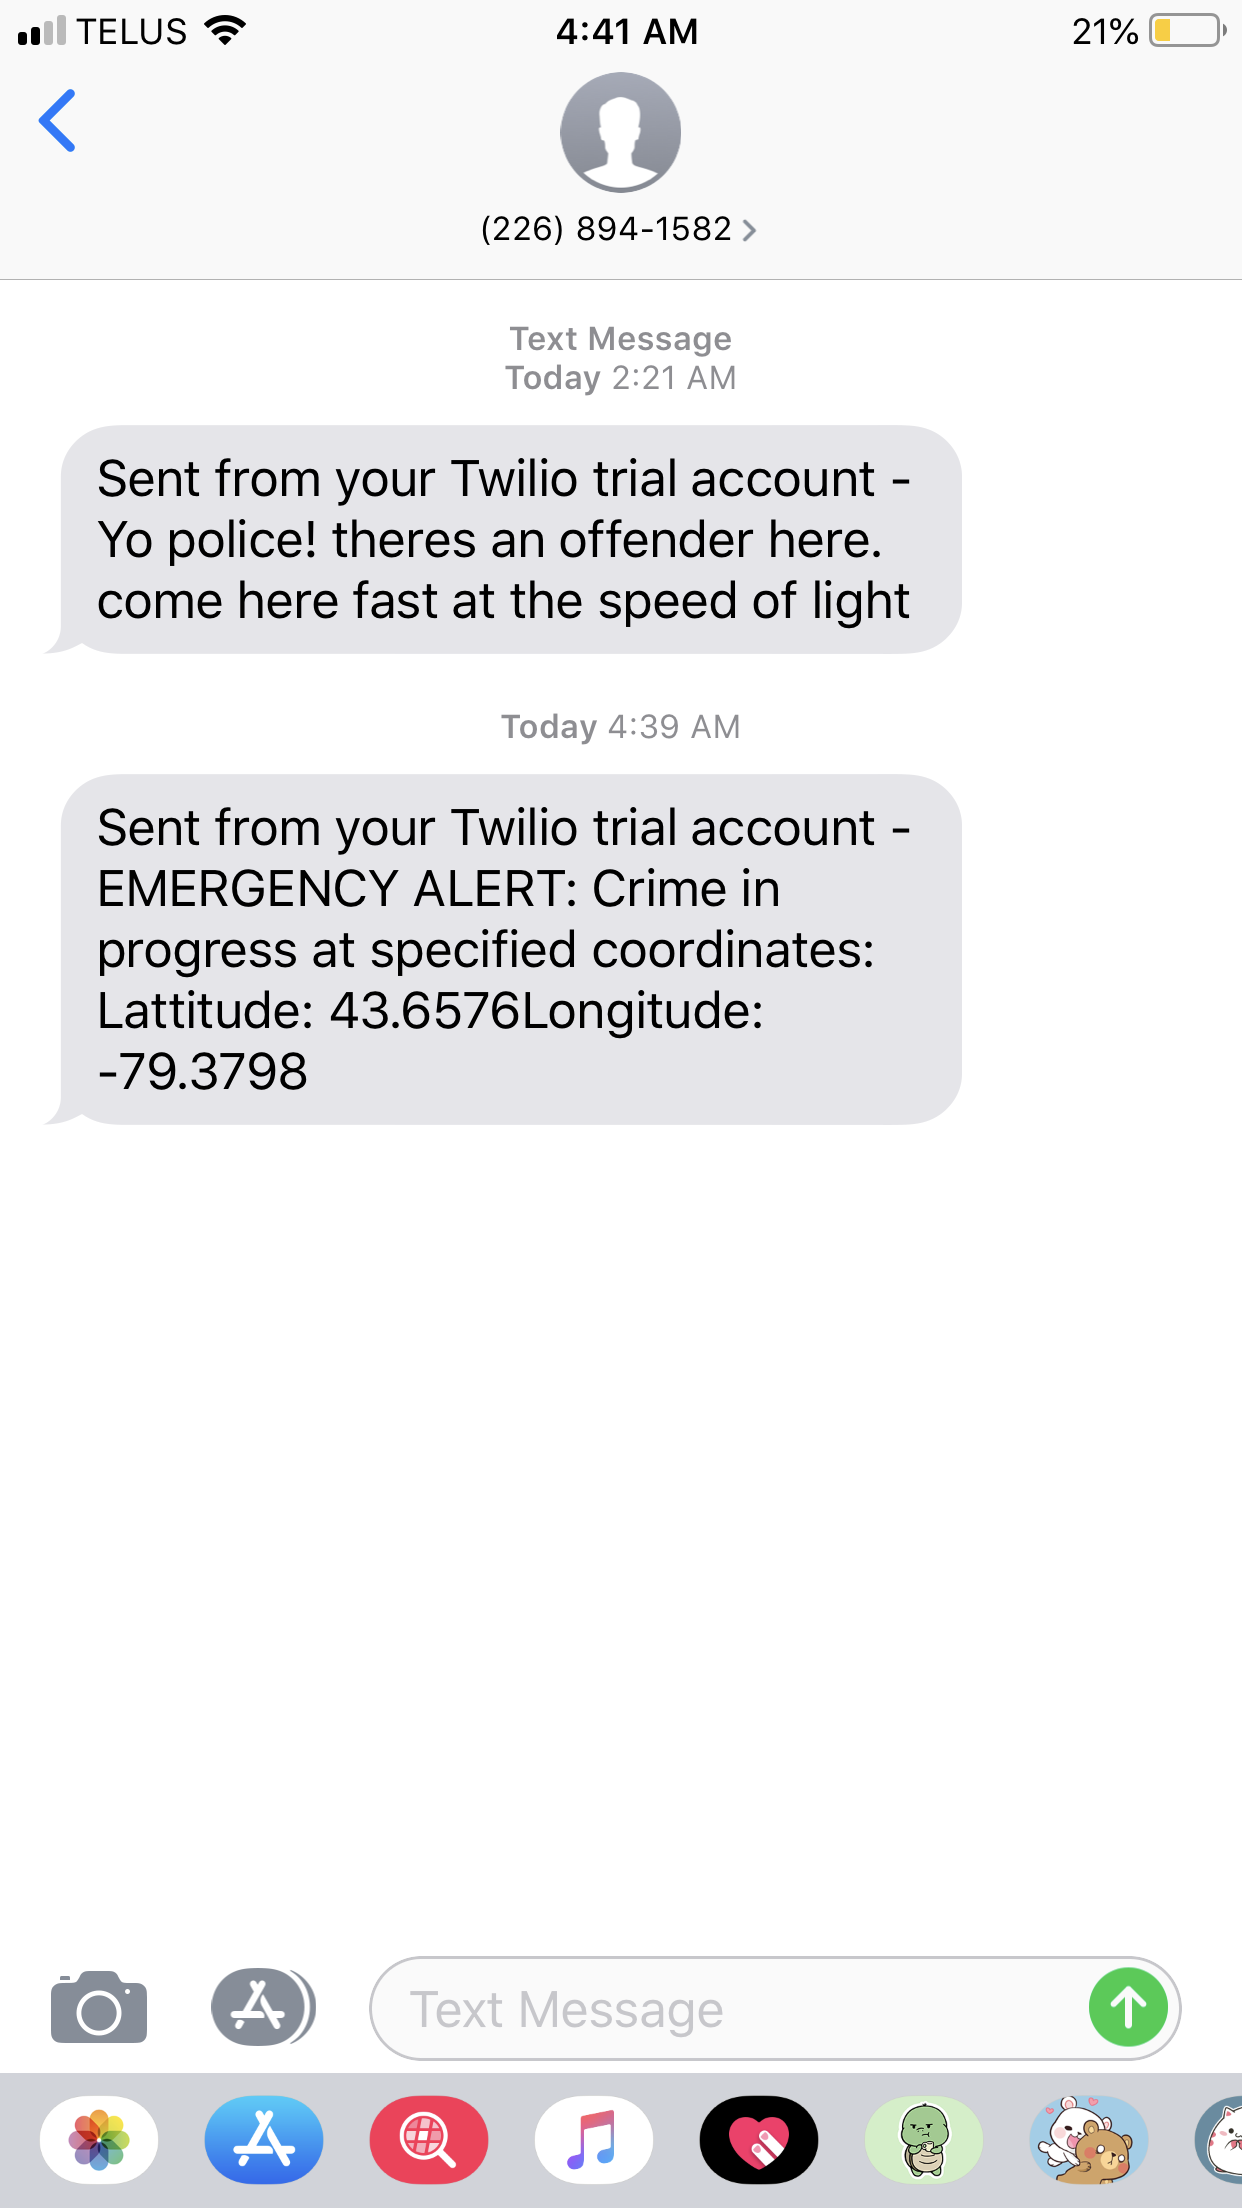 TELUS 4:41 AM 21%
(226) 894-1582
Text Message
Today 2:21 AM
Sent from your Twilio trial account -
Yo police! theres an offender here.
come here fast at the speed of light
Today 4:39 AM
Sent from your Twilio trial account -
EMERGENCY ALERT: Crime in
progress at specified coordinates:
Lattitude: 43.6576Longitude:
-79.3798
Text Message